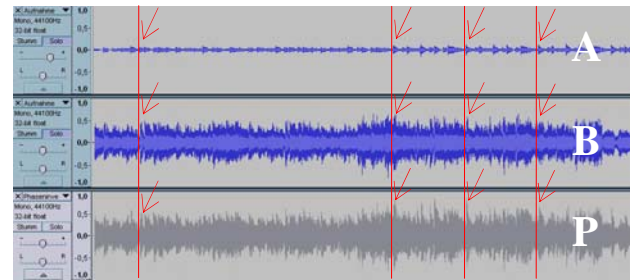 × Aufnahme ▼ 1,0
Mono, 44100Hz
32-bit float
Stumm Solo 0,5
- +
0,0
L R
-0,5
-1,0
A
× Aufnahme ▼ 1,0
Mono, 44100Hz
32-bit float
Stumm Solo 0,5
- +
0,0
L R
-0,5
-1,0
B
× Phaseninve ▼ 1,0
Mono, 44100Hz
32-bit float
Stumm Solo 0,5
- +
0,0
L R
-0,5
-1,0
P